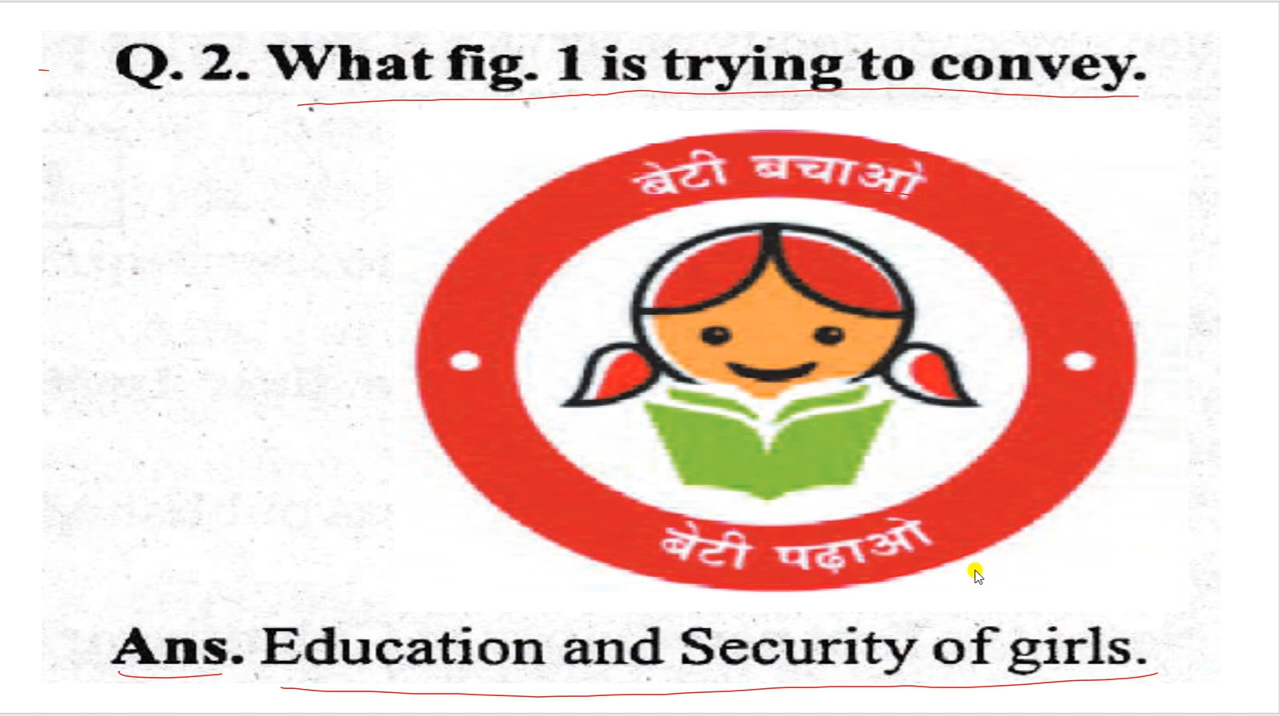 Q. 2. What fig. 1 is trying to convey.
बेटी बचाओ
बेटी पढाओ
Ans. Education and Security of girls.